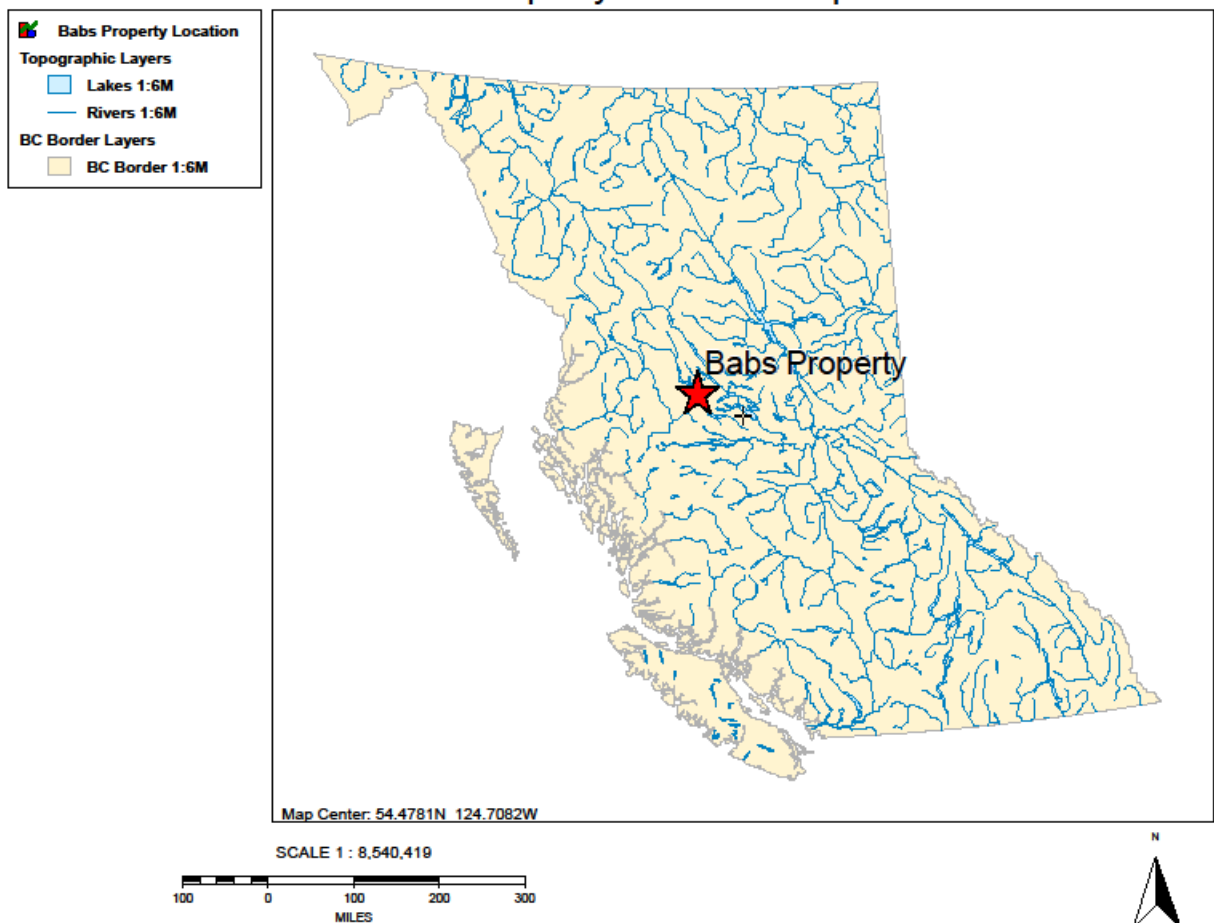 Babs Property Location
Topographic Layers
Lakes 1:6M
Rivers 1:6M
BC Border Layers
BC Border 1:6M
Babs Property
Map Center: 54.4781N 124.7082W
SCALE 1 : 8,540,419
100 0 100 200 300
MILES
N